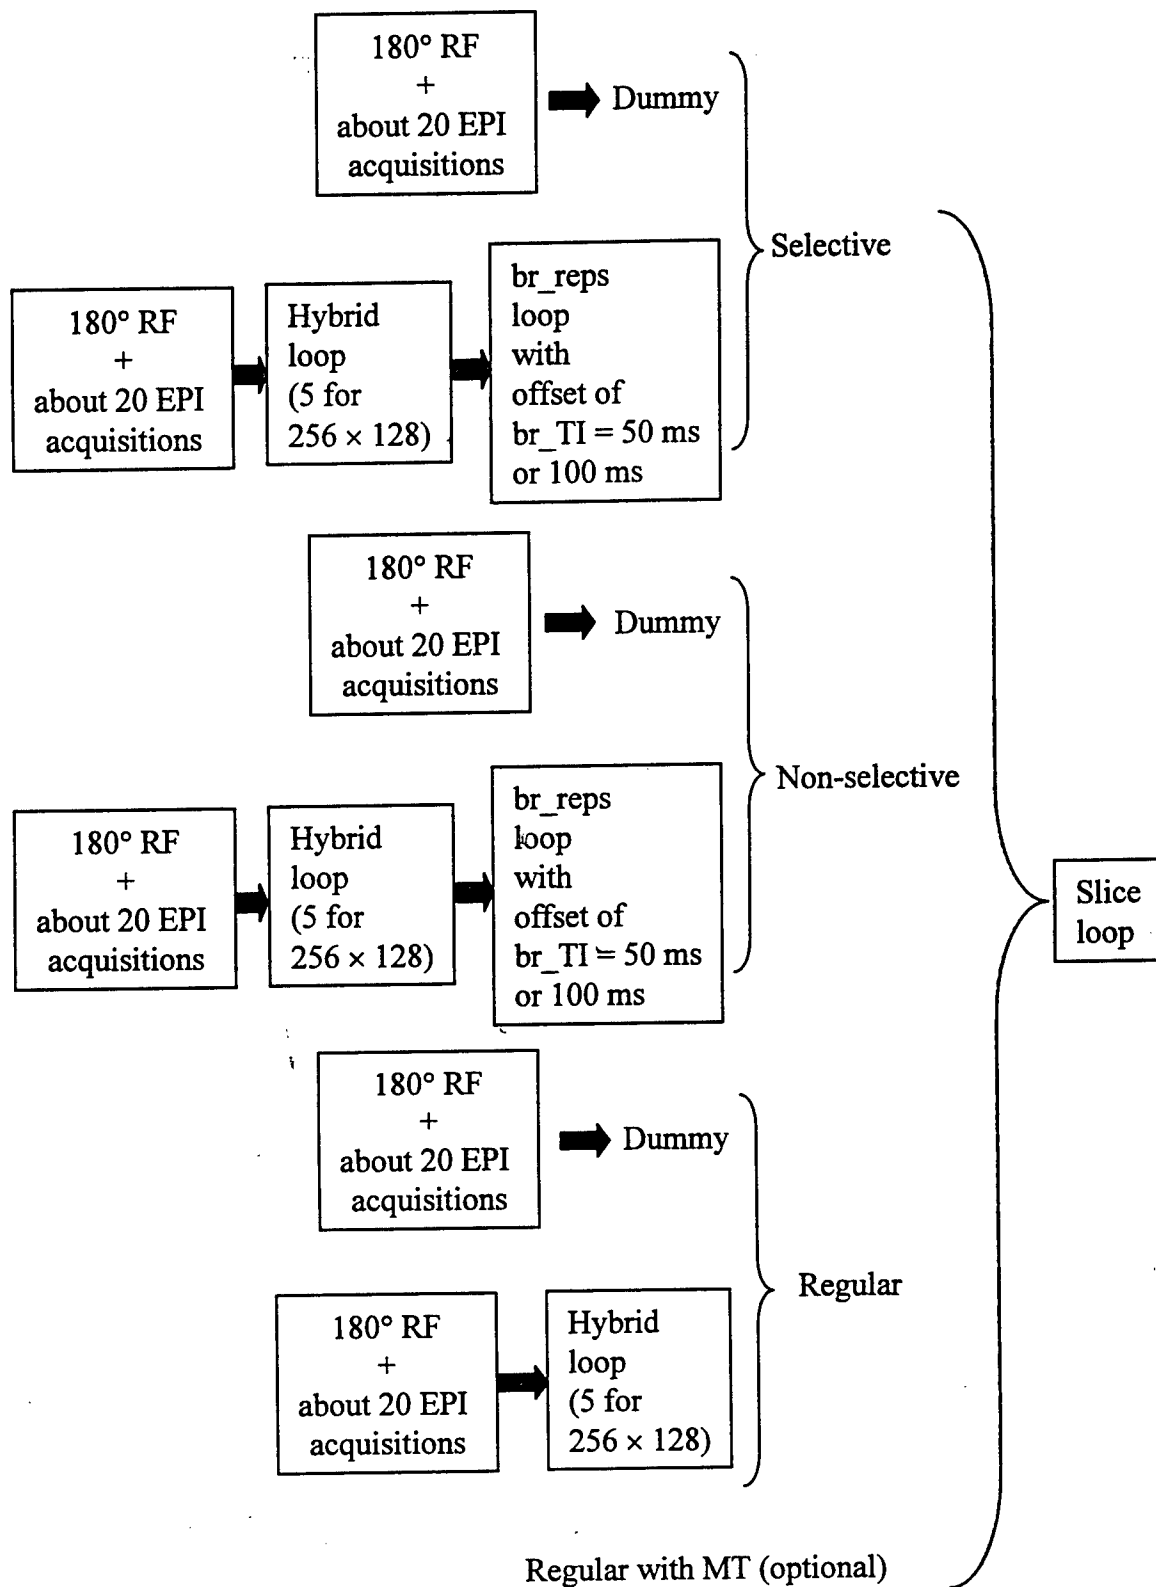 180° RF
+
about 20 EPI
acquisitions
Dummy
Selective
180° RF
+
about 20 EPI
acquisitions
Hybrid
loop
(5 for
256 × 128)
br_reps
loop
with
offset of
br_TI = 50 ms
or 100 ms
180° RF
+
about 20 EPI
acquisitions
Dummy
Non-selective
180° RF
+
about 20 EPI
acquisitions
Hybrid
loop
(5 for
256 × 128)
br_reps
loop
with
offset of
br_TI = 50 ms
or 100 ms
Slice
loop
180° RF
+
about 20 EPI
acquisitions
Dummy
Regular
180° RF
+
about 20 EPI
acquisitions
Hybrid
loop
(5 for
256 × 128)
Regular with MT (optional)